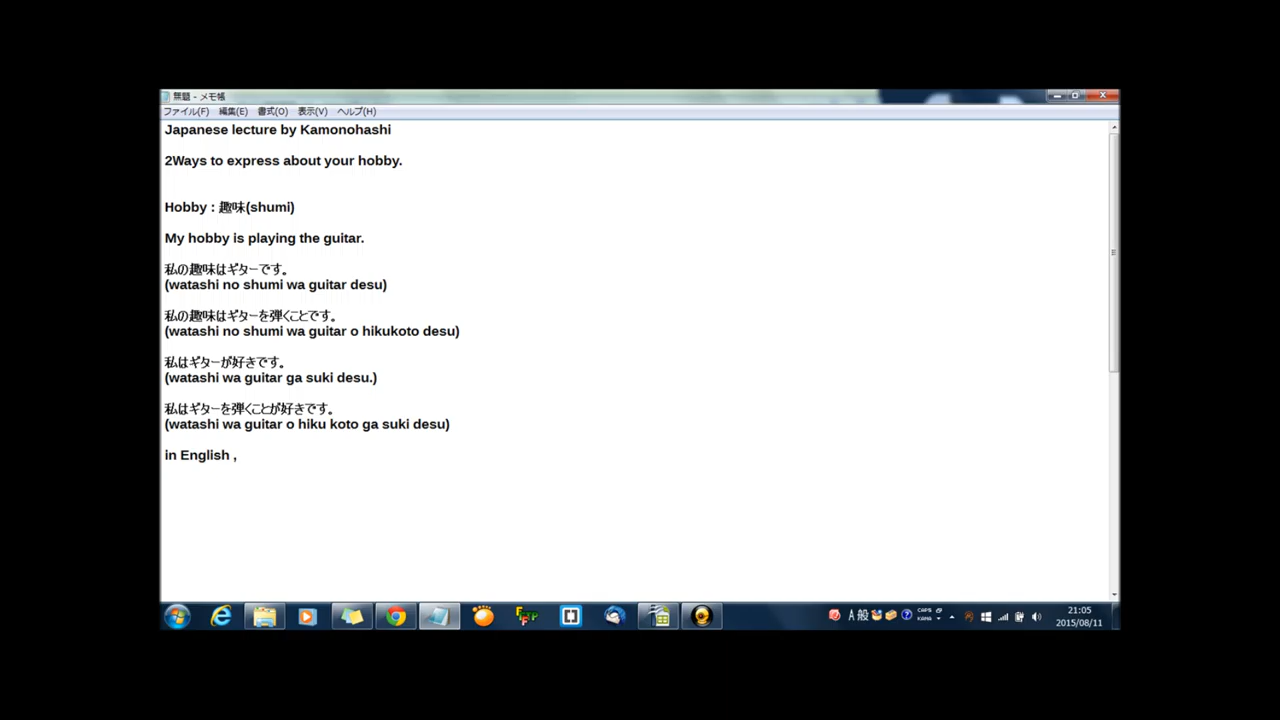 無題 - メモ帳
ファイル(F) 編集(E) 書式(O) 表示(V) ヘルプ(H)
Japanese lecture by Kamonohashi
2Ways to express about your hobby.
Hobby : 趣味(shumi)
My hobby is playing the guitar.
私の趣味はギターです。
(watashi no shumi wa guitar desu)
私の趣味はギターを弾くことです。
(watashi no shumi wa guitar o hikukoto desu)
私はギターが好きです。
(watashi wa guitar ga suki desu.)
私はギターを弾くことが好きです。
(watashi wa guitar o hiku koto ga suki desu)
in English ,
A 般 CAPS
KANA
21:05
2015/08/11